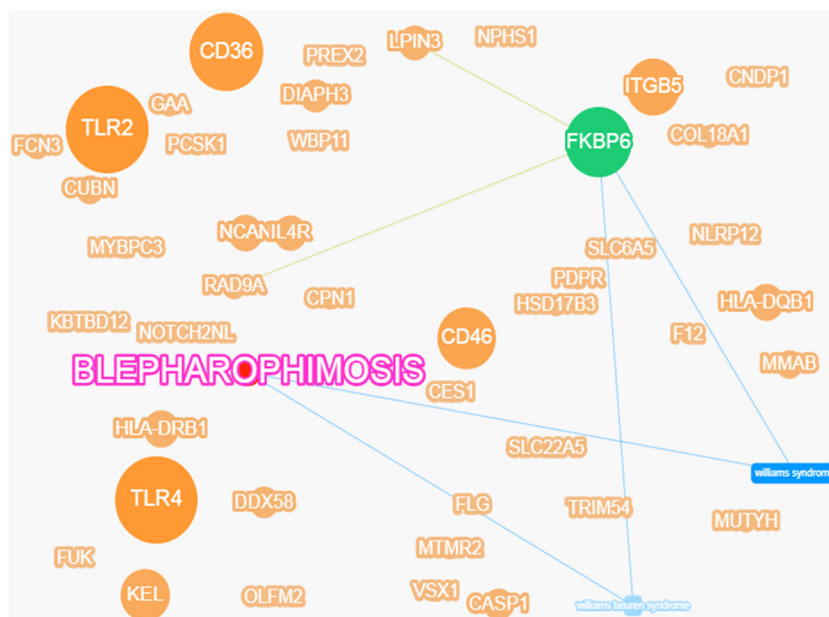 LPIN3
NPHS1
CD36
PREX2
CNDP1
ITGB5
DIAPH3
GAA
TLR2
COL18A1
WBP11
FKBP6
FCN3
PCSK1
CUBN
NCAN
IL4R
NLRP12
MYBPC3
SLC6A5
PDPR
RAD9A
CPN1
HSD17B3
HLA-DQB1
KBTBD12
NOTCH2NL
CD46
F12
MMAB
BLEPHAROPHIMOSIS
CES1
HLA-DRB1
SLC22A5
williams syndrom
TLR4
DDX58
FLG
TRIM54
MUTYH
MTMR2
FUK
VSX1
KEL
OLFM2
CASP1
williams beuren syndrome